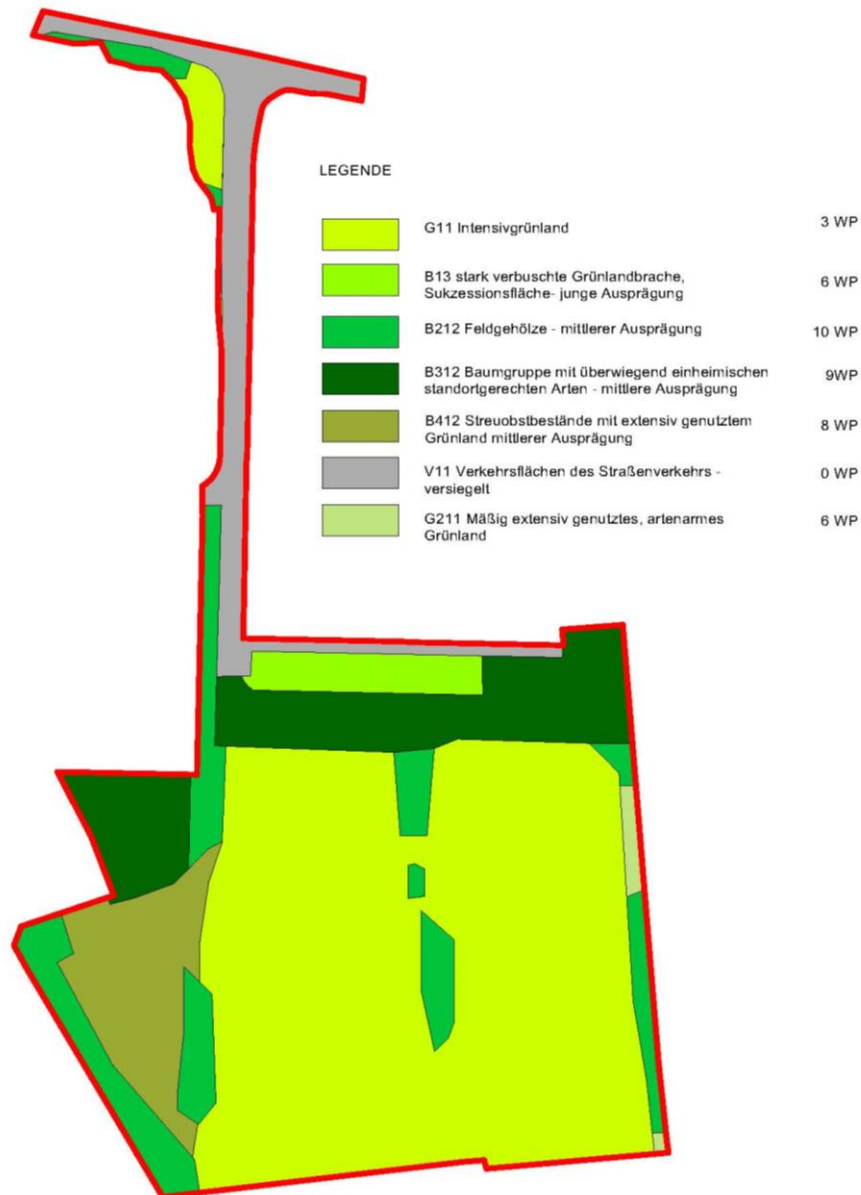 LEGENDE
G11 Intensivgrünland 3 WP
B13 stark verbuschte Grünlandbrache,
Sukzessionsfläche- junge Ausprägung 6 WP
B212 Feldgehölze - mittlerer Ausprägung 10 WP
B312 Baumgruppe mit überwiegend einheimischen 9WP
standortgerechten Arten - mittlere Ausprägung
B412 Streuobstbestände mit extensiv genutztem 8 WP
Grünland mittlerer Ausprägung
V11 Verkehrsflächen des Straßenverkehrs - 0 WP
versiegelt
G211 Mäßig extensiv genutztes, artenarmes 6 WP
Grünland